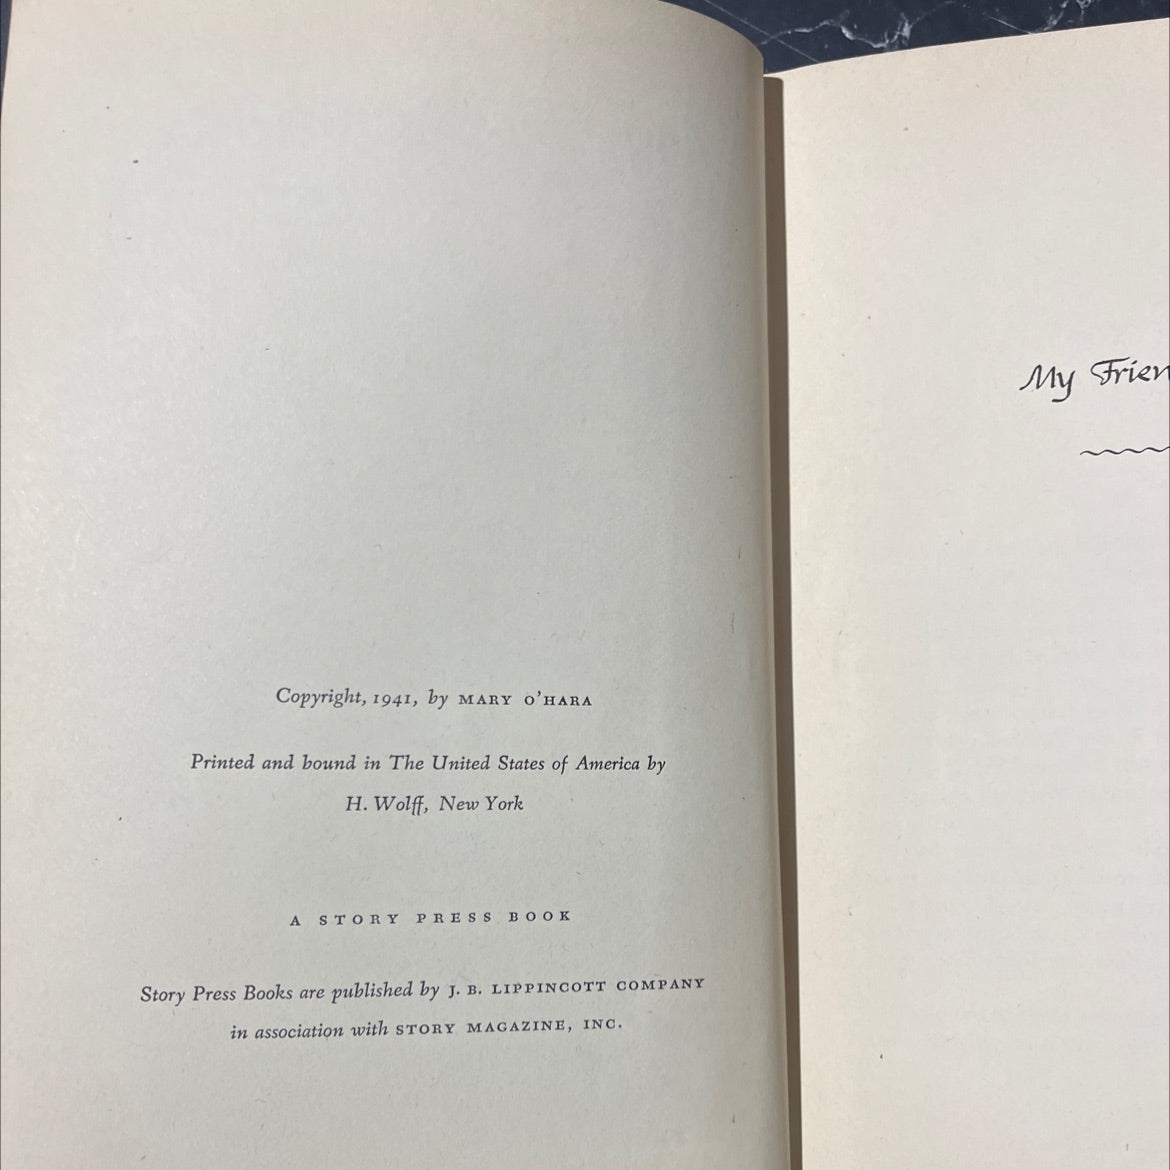 Copyright, 1941, by MARY O'HARA
Printed and bound in The United States of America by
H. Wolff, New York
A STORY PRESS BOOK
Story Press Books are published by J. B. LIPPINCOTT COMPANY
in association with STORY MAGAZINE, INC.
My Frien